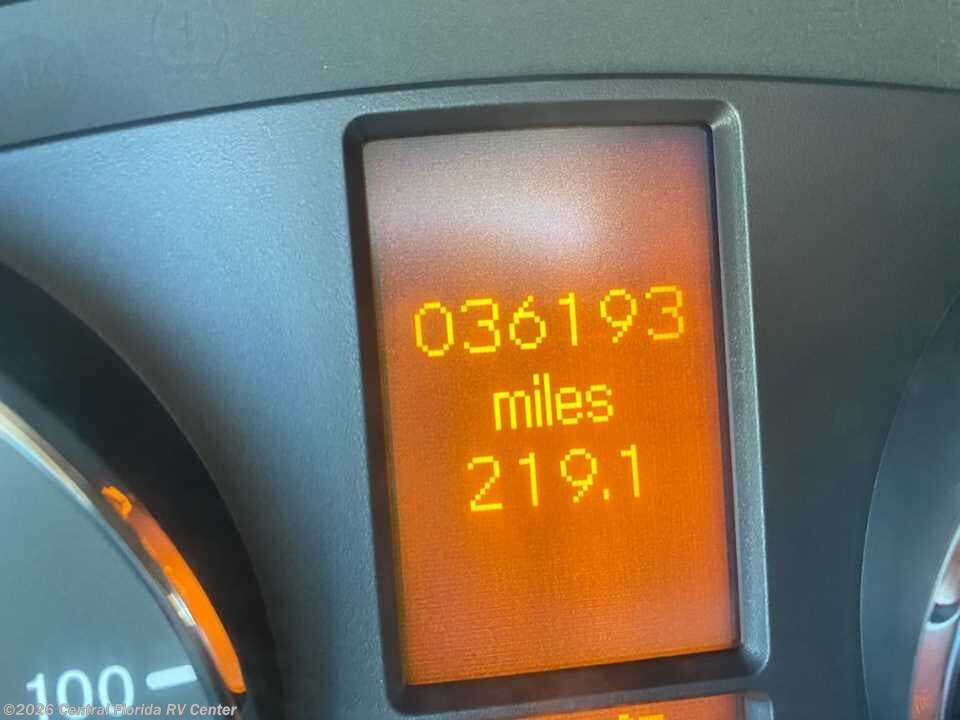 036193
miles
219.1
100
©2026 Central Florida RV Center